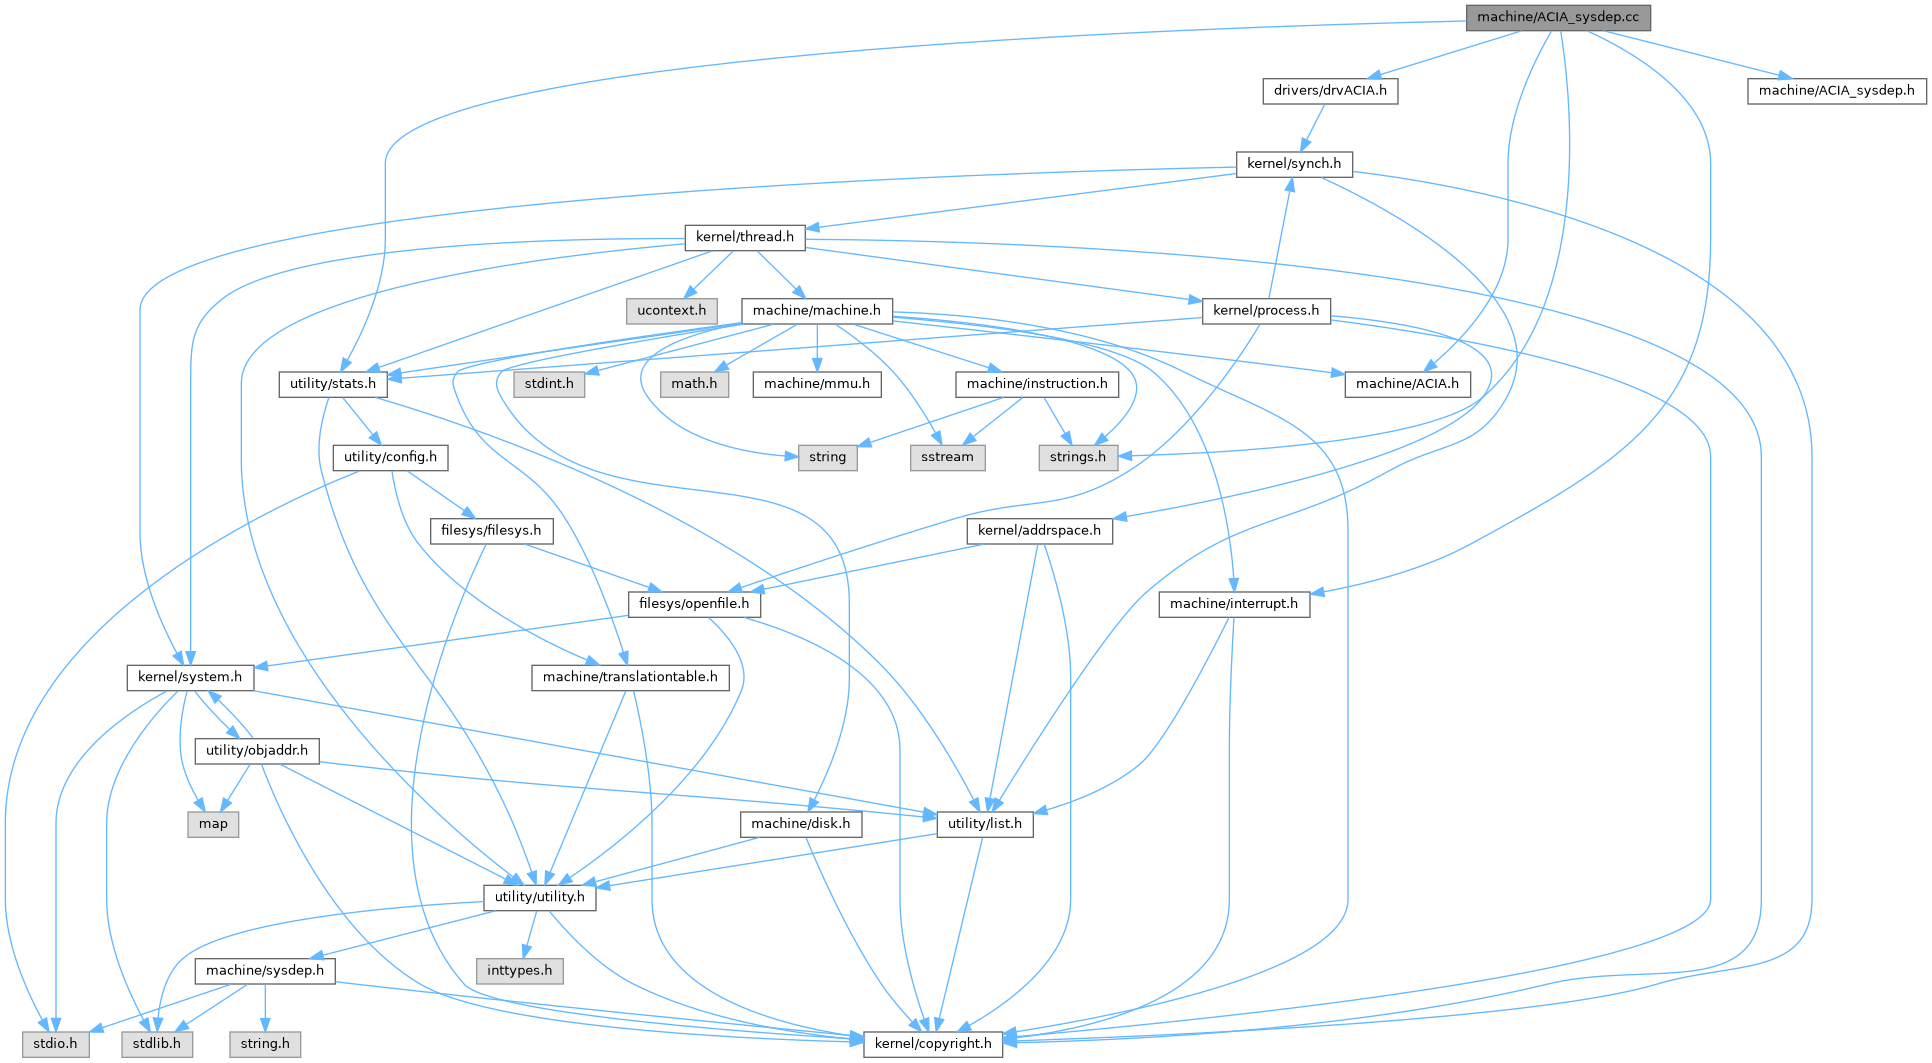 machine/ACIA_sysdep.cc
drivers/drvACIA.h
machine/ACIA_sysdep.h
kernel/synch.h
kernel/thread.h
ucontext.h
machine/machine.h
kernel/process.h
utility/stats.h
stdint.h
math.h
machine/mmu.h
machine/instruction.h
machine/ACIA.h
utility/config.h
string
sstream
strings.h
filesys/filesys.h
kernel/addrspace.h
filesys/openfile.h
machine/interrupt.h
kernel/system.h
machine/translationtable.h
utility/objaddr.h
map
machine/disk.h
utility/list.h
utility/utility.h
machine/sysdep.h
inttypes.h
stdio.h
stdlib.h
string.h
kernel/copyright.h